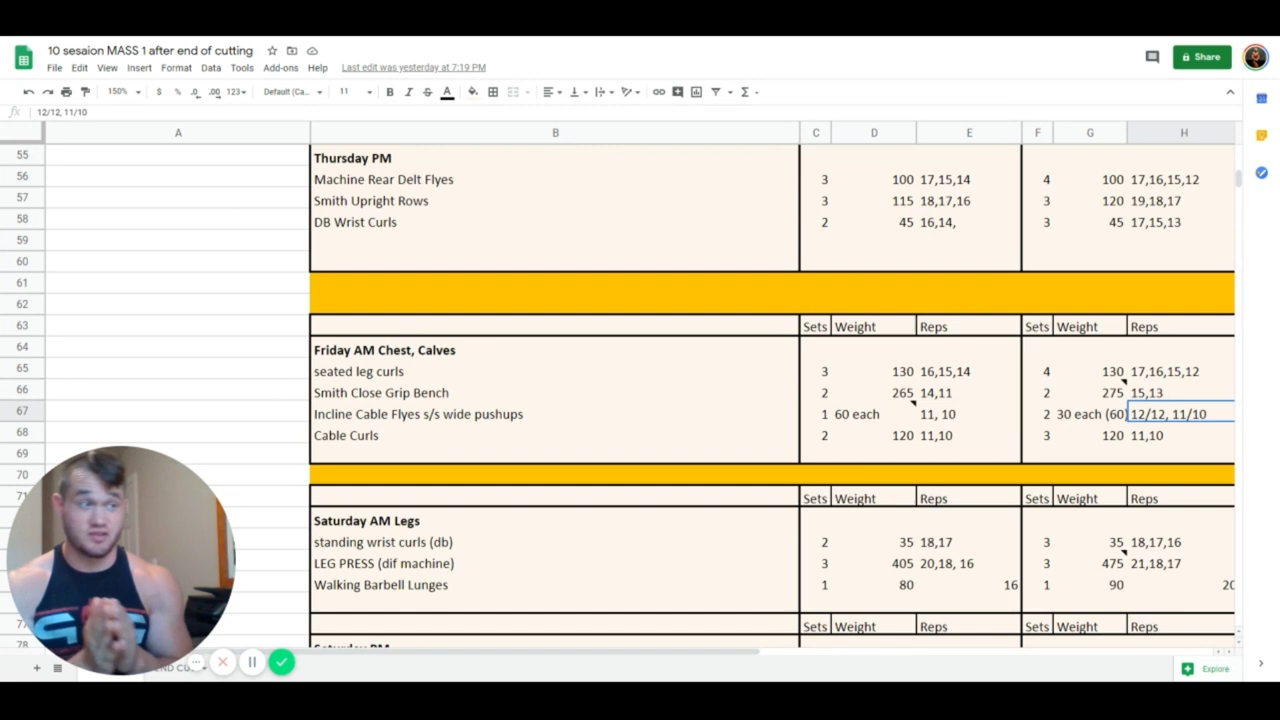 10 sesaion MASS 1 after end of cutting
File Edit View Insert Format Data Tools Add-ons Help Last edit was yesterday at 7:19 PM
Share
150% $ % .0 .00 123 Default (Ca... 11 B I S A
fx 12/12, 11/10
A B C D E F G H
55 Thursday PM
56 Machine Rear Delt Flyes 3 100 17,15,14 4 100 17,16,15,12
57 Smith Upright Rows 3 115 18,17,16 3 120 19,18,17
58 DB Wrist Curls 2 45 16,14, 3 45 17,15,13
59
60
61
62
63 Sets Weight Reps Sets Weight Reps
64 Friday AM Chest, Calves
65 seated leg curls 3 130 16,15,14 4 130 17,16,15,12
66 Smith Close Grip Bench 2 265 14,11 2 275 15,13
67 Incline Cable Flyes s/s wide pushups 1 60 each 11, 10 2 30 each (60) 12/12, 11/10
68 Cable Curls 2 120 11,10 3 120 11,10
69
70
71 Sets Weight Reps Sets Weight Reps
Saturday AM Legs
standing wrist curls (db) 2 35 18,17 3 35 18,17,16
LEG PRESS (dif machine) 3 405 20,18, 16 3 475 21,18,17
Walking Barbell Lunges 1 80 16 1 90 20
77 Sets Weight Reps Sets Weight Reps
78
Explore